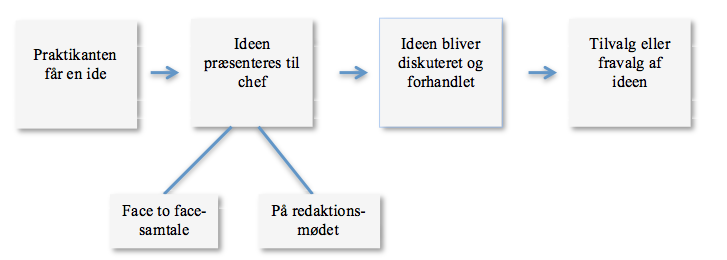 Praktikanten
får en ide
Ideen
præsenteres til
chef
Ideen bliver
diskuteret og
forhandlet
Tilvalg eller
fravalg af
ideen
Face to face-
samtale
På redaktions-
mødet